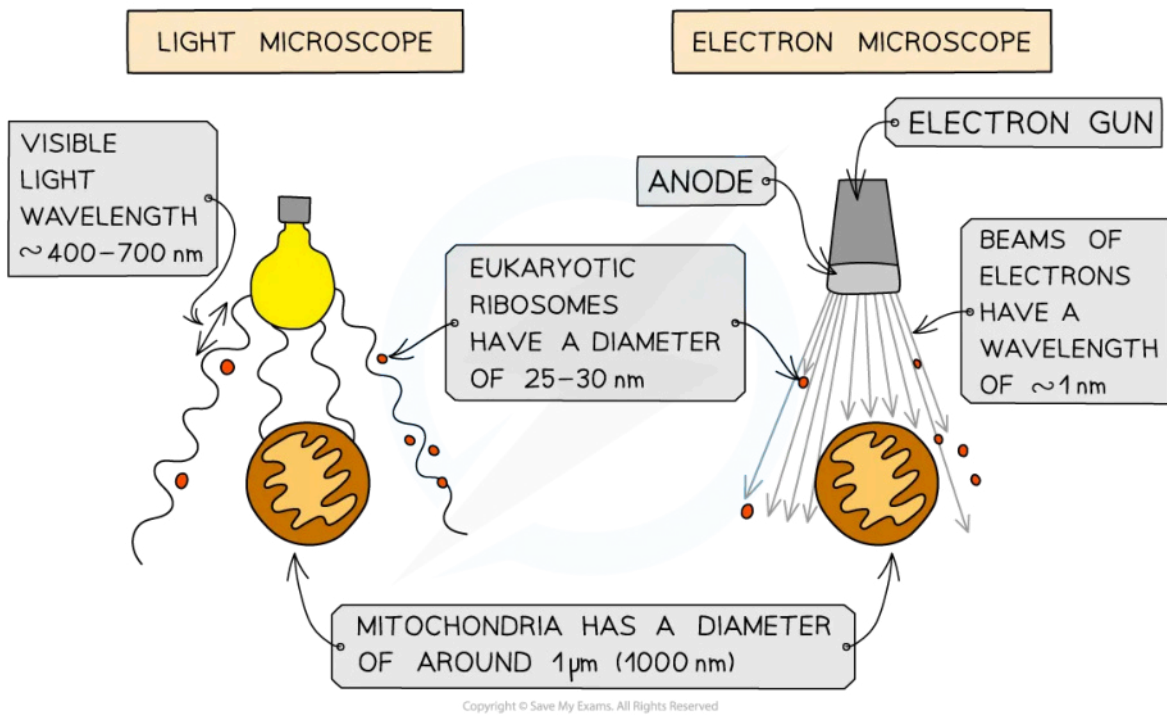 LIGHT MICROSCOPE
ELECTRON MICROSCOPE
VISIBLE
LIGHT
WAVELENGTH
~400–700 nm
ELECTRON GUN
ANODE
EUKARYOTIC
RIBOSOMES
HAVE A DIAMETER
OF 25–30 nm
BEAMS OF
ELECTRONS
HAVE A
WAVELENGTH
OF ~1 nm
MITOCHONDRIA HAS A DIAMETER
OF AROUND 1 µm (1000 nm)
Copyright © Save My Exams. All Rights Reserved